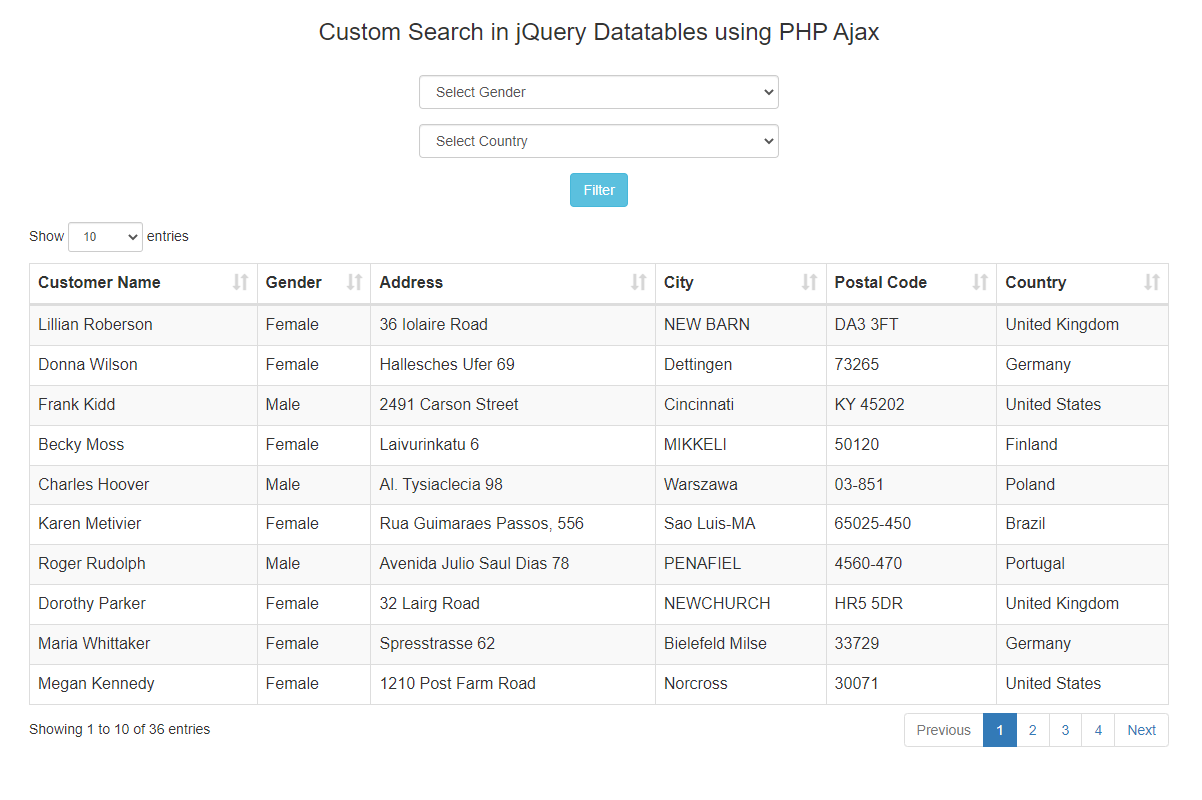 Custom Search in jQuery Datatables using PHP Ajax
Select Gender
Select Country
Filter
Show 10 entries
Customer Name Gender Address City Postal Code Country
Lillian Roberson Female 36 Iolaire Road NEW BARN DA3 3FT United Kingdom
Donna Wilson Female Hallesches Ufer 69 Dettingen 73265 Germany
Frank Kidd Male 2491 Carson Street Cincinnati KY 45202 United States
Becky Moss Female Laivurinkatu 6 MIKKELI 50120 Finland
Charles Hoover Male Al. Tysiaclecia 98 Warszawa 03-851 Poland
Karen Metivier Female Rua Guimaraes Passos, 556 Sao Luis-MA 65025-450 Brazil
Roger Rudolph Male Avenida Julio Saul Dias 78 PENAFIEL 4560-470 Portugal
Dorothy Parker Female 32 Lairg Road NEWCHURCH HR5 5DR United Kingdom
Maria Whittaker Female Spresstrasse 62 Bielefeld Milse 33729 Germany
Megan Kennedy Female 1210 Post Farm Road Norcross 30071 United States
Showing 1 to 10 of 36 entries Previous 1 2 3 4 Next